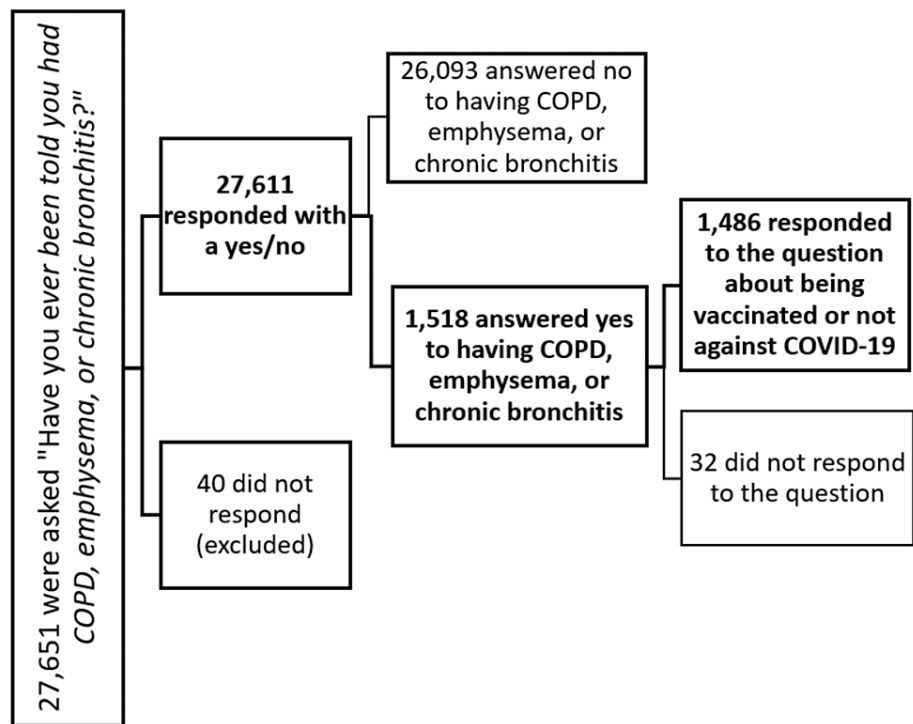 27,651 were asked "Have you ever been told you had
COPD, emphysema, or chronic bronchitis?"
27,611
responded with
a yes/no
40 did not
respond
(excluded)
26,093 answered no
to having COPD,
emphysema, or
chronic bronchitis
1,518 answered yes
to having COPD,
emphysema, or
chronic bronchitis
1,486 responded
to the question
about being
vaccinated or not
against COVID-19
32 did not respond
to the question